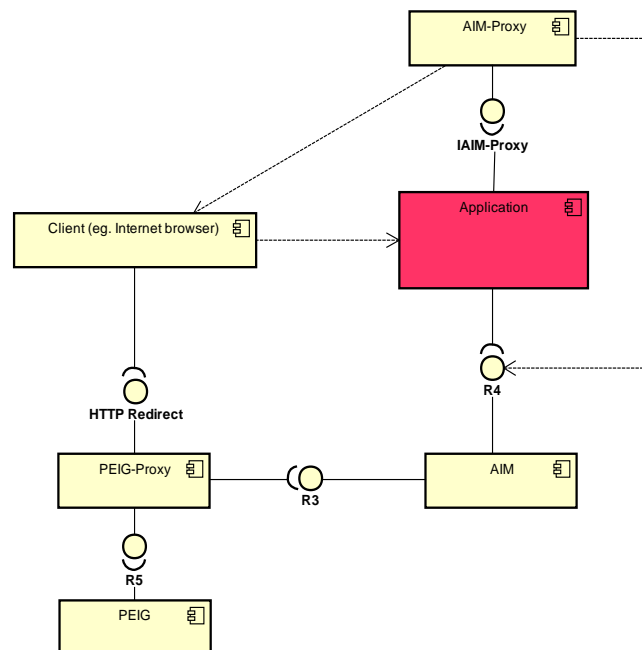 AIM-Proxy
IAIM-Proxy
Application
Client (eg. Internet browser)
R4
HTTP Redirect
PEIG-Proxy
AIM
R3
R5
PEIG